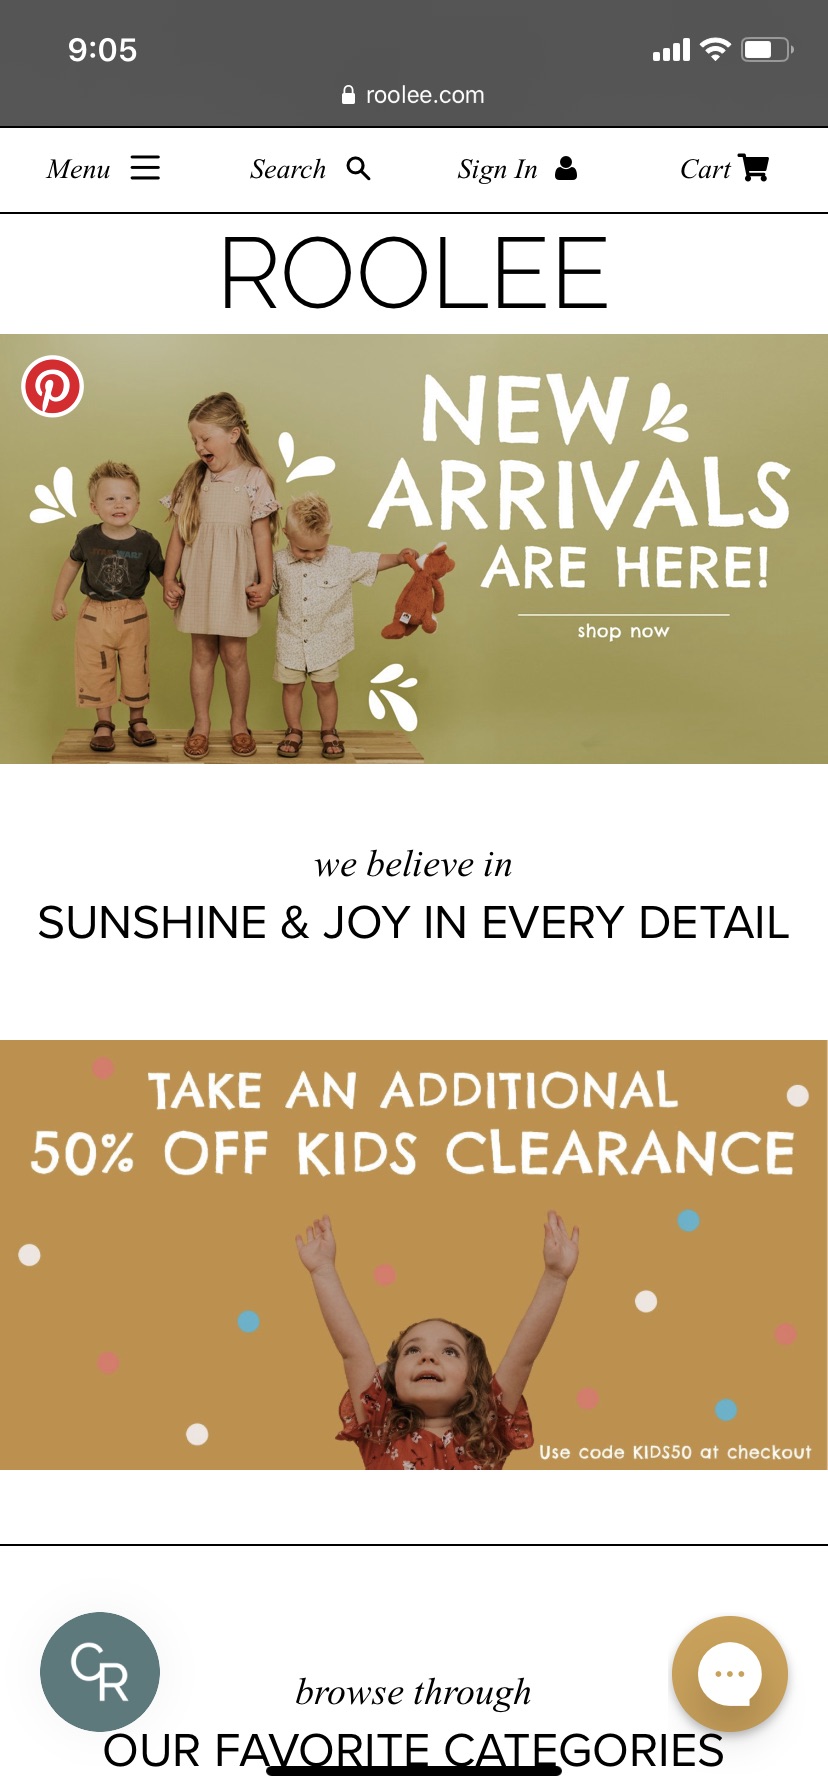 9:05
roolee.com
Menu Search Sign In Cart
ROOLEE
NEW
ARRIVALS
ARE HERE!
shop now
STAR WARS
we believe in
SUNSHINE & JOY IN EVERY DETAIL
TAKE AN ADDITIONAL
50% OFF KIDS CLEARANCE
Use code KIDS50 at checkout
CR
browse through
OUR FAVORITE CATEGORIES